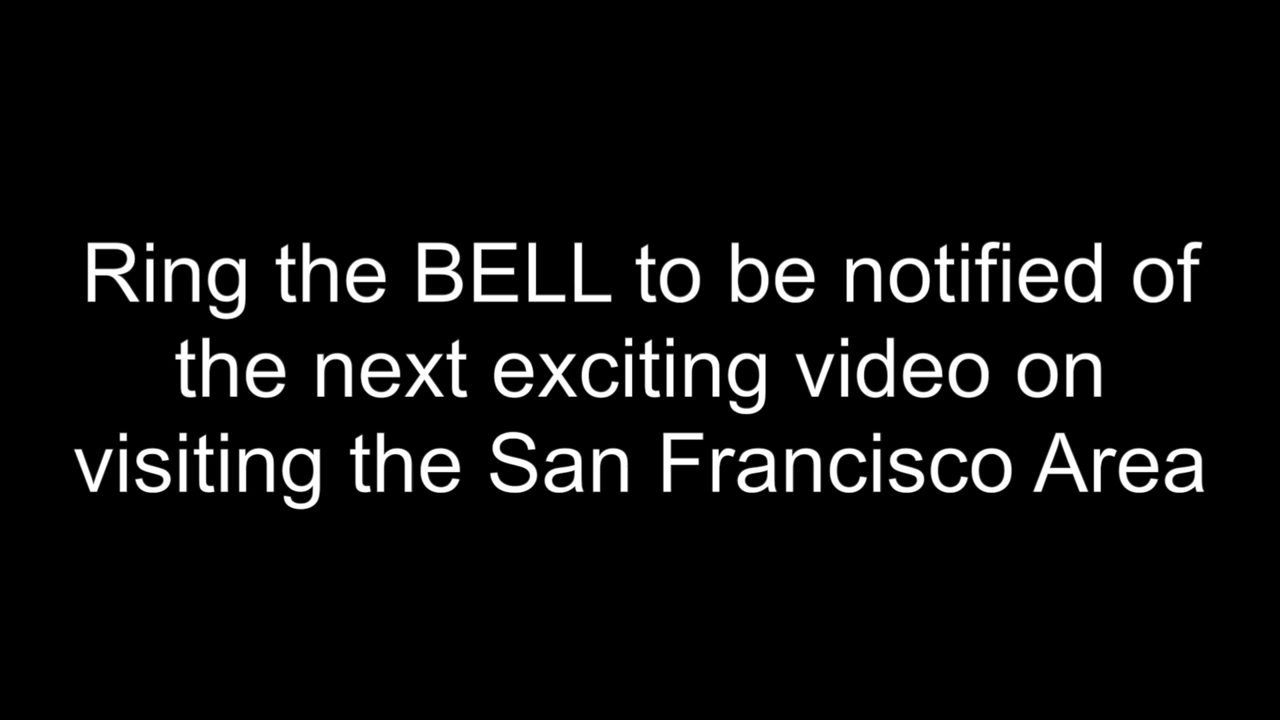 Ring the BELL to be notified of
the next exciting video on
visiting the San Francisco Area